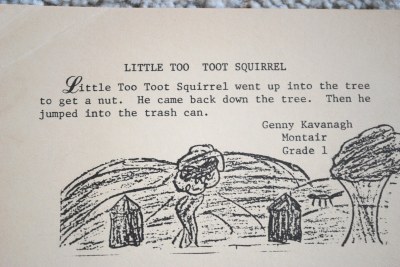 LITTLE TOO TOOT SQUIRREL
Little Too Toot Squirrel went up into the tree
to get a nut. He came back down the tree. Then he
jumped into the trash can.
Genny Kavanagh
Montair
Grade 1